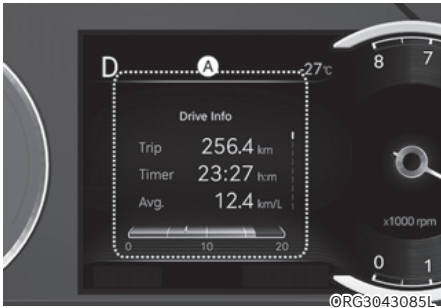 D
A
27℃
Drive Info
Trip 256.4 km
Timer 23:27 h:m
Avg. 12.4 km/L
0 10 20
8 7
x1000 rpm
0 1
ORG3043085L